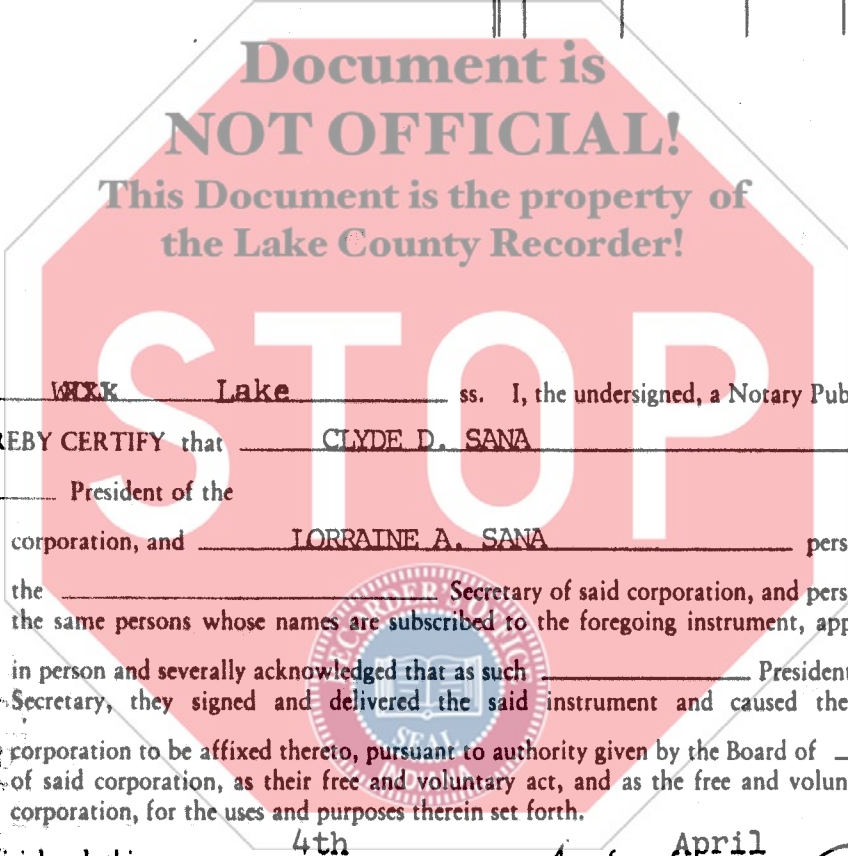 Document is
NOT OFFICIAL!
This Document is the property of
the Lake County Recorder!
STOP
Lake ss. I, the undersigned, a Notary Pub
REBY CERTIFY that CLYDE D. SANA
President of the
corporation, and LORRAINE A. SANA pers
the Secretary of said corporation, and pers
the same persons whose names are subscribed to the foregoing instrument, app
in person and severally acknowledged that as such President
Secretary, they signed and delivered the said instrument and caused the
RECORDER'S OFFIC
SEAL
corporation to be affixed thereto, pursuant to authority given by the Board of
of said corporation, as their free and voluntary act, and as the free and volun
corporation, for the uses and purposes therein set forth.
4th April